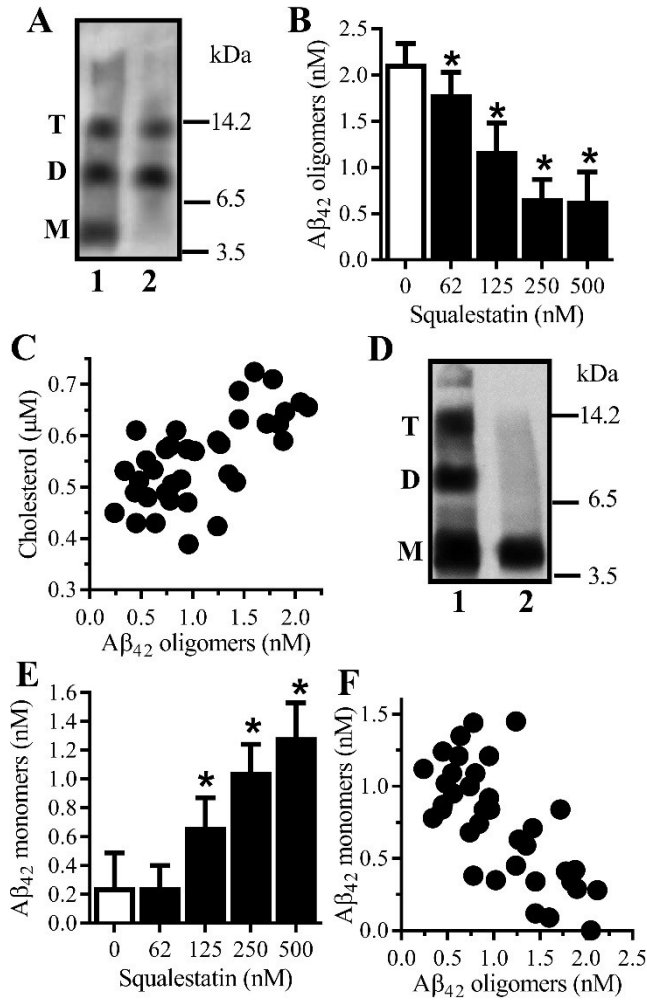 A
kDa
T
14.2
D
6.5
M
3.5
1 2
B
Aβ42 oligomers (nM)
2.5
2.0
1.5
1.0
0.5
0.0
* * * *
0 62 125 250 500
Squalestatin (nM)
C
Cholesterol (µM)
0.7
0.6
0.5
0.4
0.3
0.0 0.5 1.0 1.5 2.0
Aβ42 oligomers (nM)
D
kDa
T
14.2
D
6.5
M
3.5
1 2
E
Aβ42 monomers (nM)
1.6
1.4
1.2
1.0
0.8
0.6
0.4
0.2
0.0
* * *
0 62 125 250 500
Squalestatin (nM)
F
Aβ42 monomers (nM)
1.5
1.0
0.5
0.0
0.0 0.5 1.0 1.5 2.0 2.5
Aβ42 oligomers (nM)